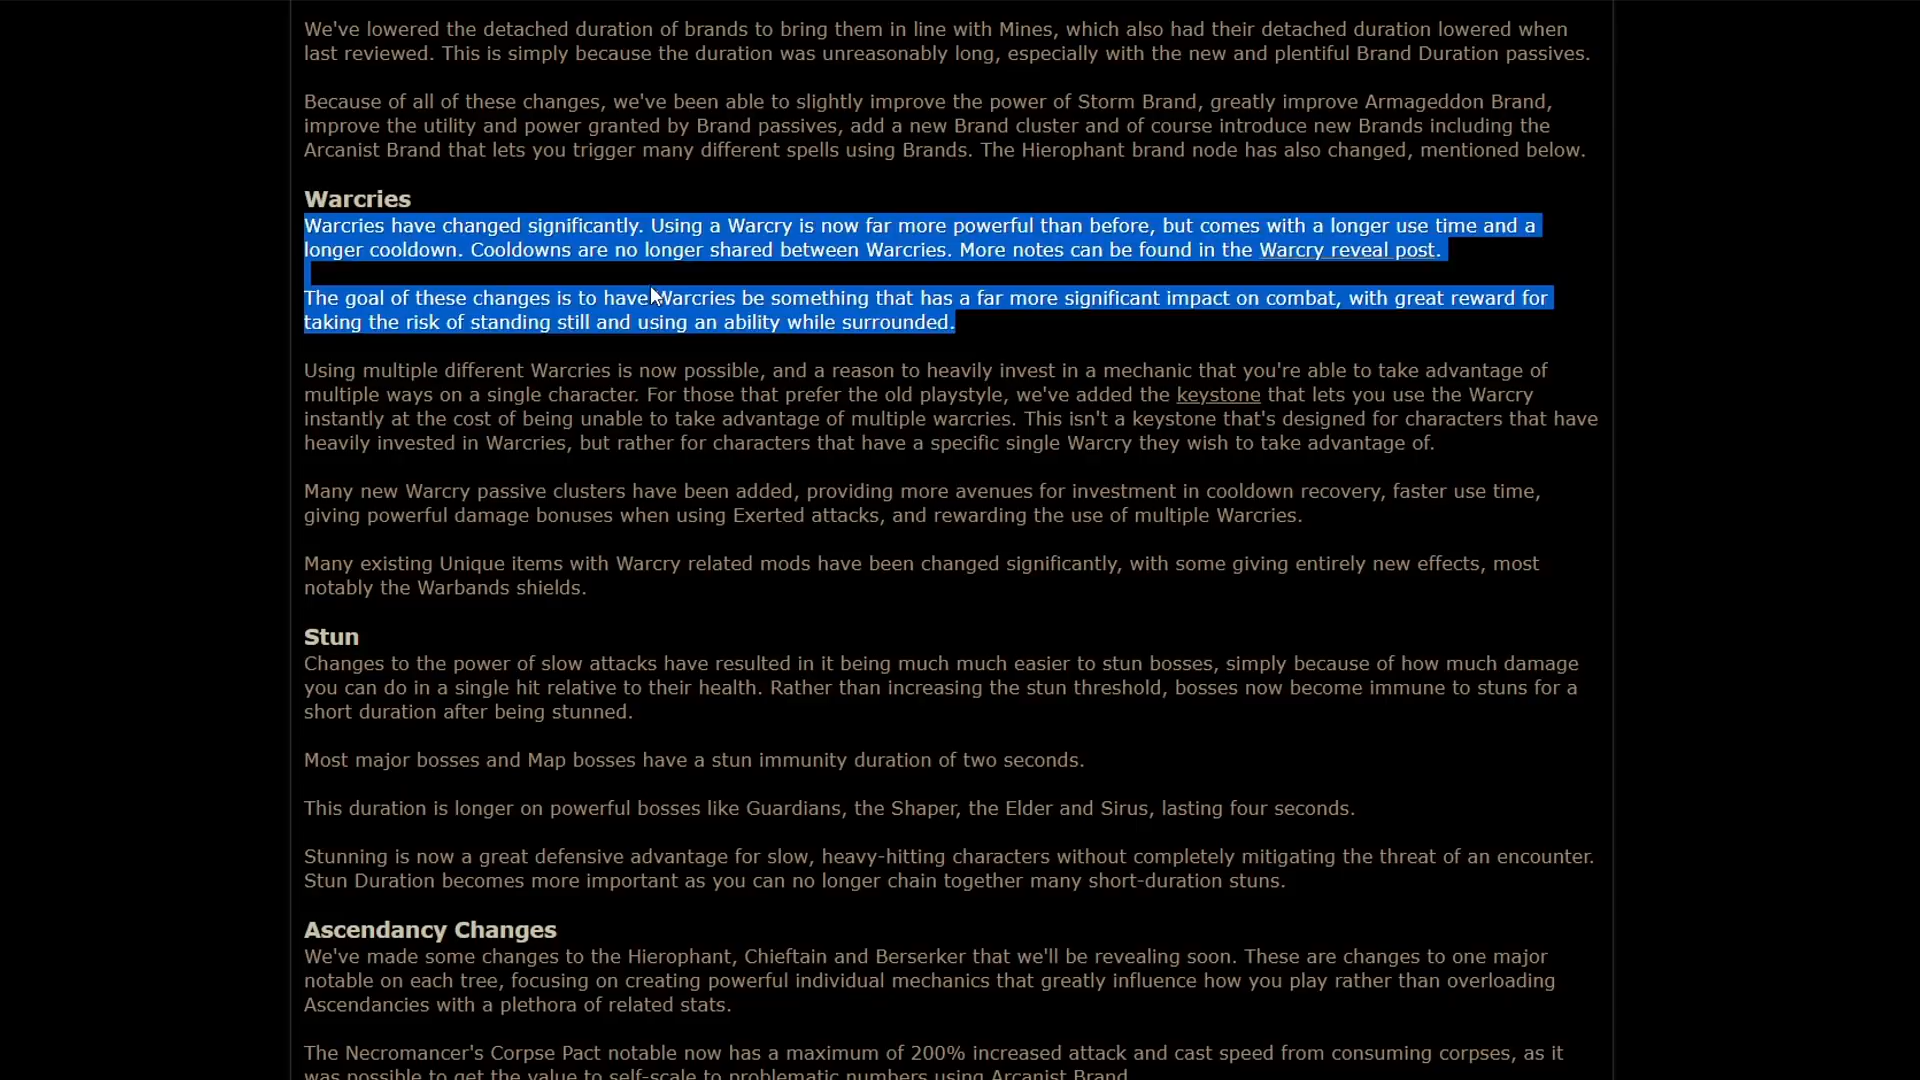 We've lowered the detached duration of brands to bring them in line with Mines, which also had their detached duration lowered when
last reviewed. This is simply because the duration was unreasonably long, especially with the new and plentiful Brand Duration passives.
Because of all of these changes, we've been able to slightly improve the power of Storm Brand, greatly improve Armageddon Brand,
improve the utility and power granted by Brand passives, add a new Brand cluster and of course introduce new Brands including the
Arcanist Brand that lets you trigger many different spells using Brands. The Hierophant brand node has also changed, mentioned below.
Warcries
Warcries have changed significantly. Using a Warcry is now far more powerful than before, but comes with a longer use time and a
longer cooldown. Cooldowns are no longer shared between Warcries. More notes can be found in the Warcry reveal post.
The goal of these changes is to have Warcries be something that has a far more significant impact on combat, with great reward for
taking the risk of standing still and using an ability while surrounded.
Using multiple different Warcries is now possible, and a reason to heavily invest in a mechanic that you're able to take advantage of
multiple ways on a single character. For those that prefer the old playstyle, we've added the keystone that lets you use the Warcry
instantly at the cost of being unable to take advantage of multiple warcries. This isn't a keystone that's designed for characters that have
heavily invested in Warcries, but rather for characters that have a specific single Warcry they wish to take advantage of.
Many new Warcry passive clusters have been added, providing more avenues for investment in cooldown recovery, faster use time,
giving powerful damage bonuses when using Exerted attacks, and rewarding the use of multiple Warcries.
Many existing Unique items with Warcry related mods have been changed significantly, with some giving entirely new effects, most
notably the Warbands shields.
Stun
Changes to the power of slow attacks have resulted in it being much much easier to stun bosses, simply because of how much damage
you can do in a single hit relative to their health. Rather than increasing the stun threshold, bosses now become immune to stuns for a
short duration after being stunned.
Most major bosses and Map bosses have a stun immunity duration of two seconds.
This duration is longer on powerful bosses like Guardians, the Shaper, the Elder and Sirus, lasting four seconds.
Stunning is now a great defensive advantage for slow, heavy-hitting characters without completely mitigating the threat of an encounter.
Stun Duration becomes more important as you can no longer chain together many short-duration stuns.
Ascendancy Changes
We've made some changes to the Hierophant, Chieftain and Berserker that we'll be revealing soon. These are changes to one major
notable on each tree, focusing on creating powerful individual mechanics that greatly influence how you play rather than overloading
Ascendancies with a plethora of related stats.
The Necromancer's Corpse Pact notable now has a maximum of 200% increased attack and cast speed from consuming corpses, as it
was possible to get the value to self-scale to problematic numbers using Arcanist Brand.